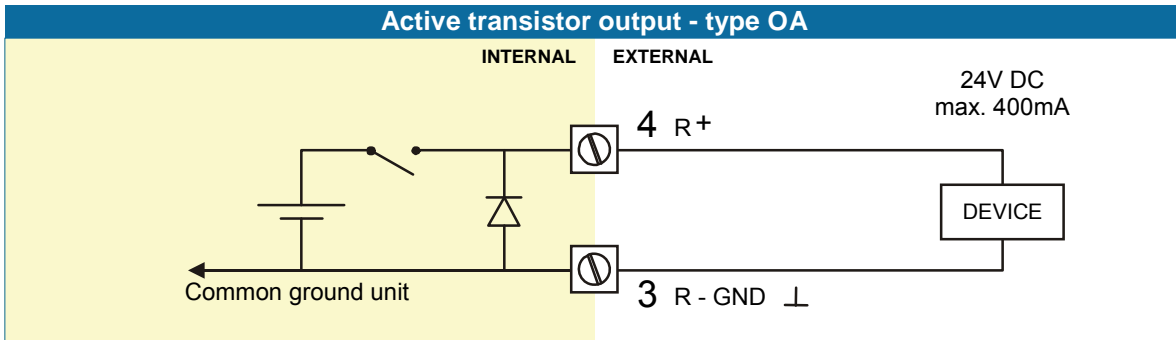 Active transistor output - type OA
INTERNAL EXTERNAL
24V DC
max. 400mA
4 R+
DEVICE
Common ground unit
3 R - GND ⊥